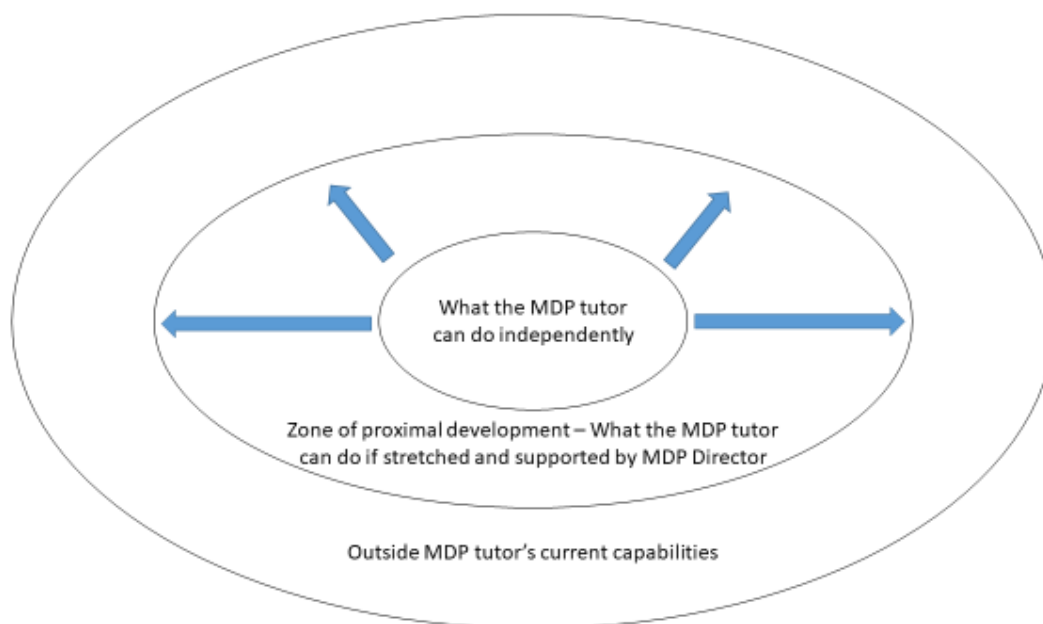 What the MDP tutor
can do independently
Zone of proximal development – What the MDP tutor
can do if stretched and supported by MDP Director
Outside MDP tutor's current capabilities